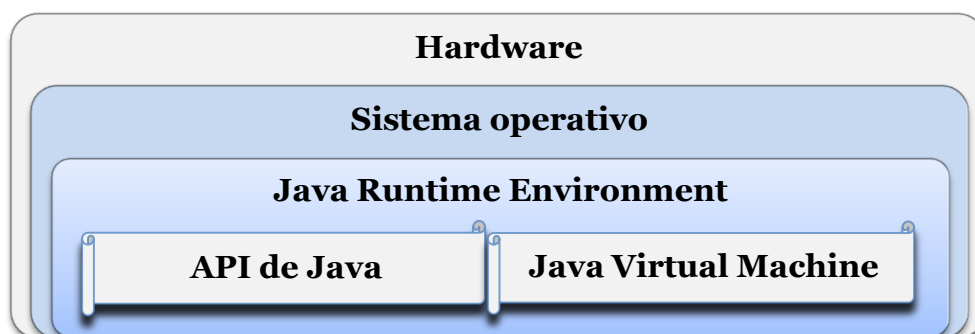 Hardware
Sistema operativo
Java Runtime Environment
API de Java
Java Virtual Machine